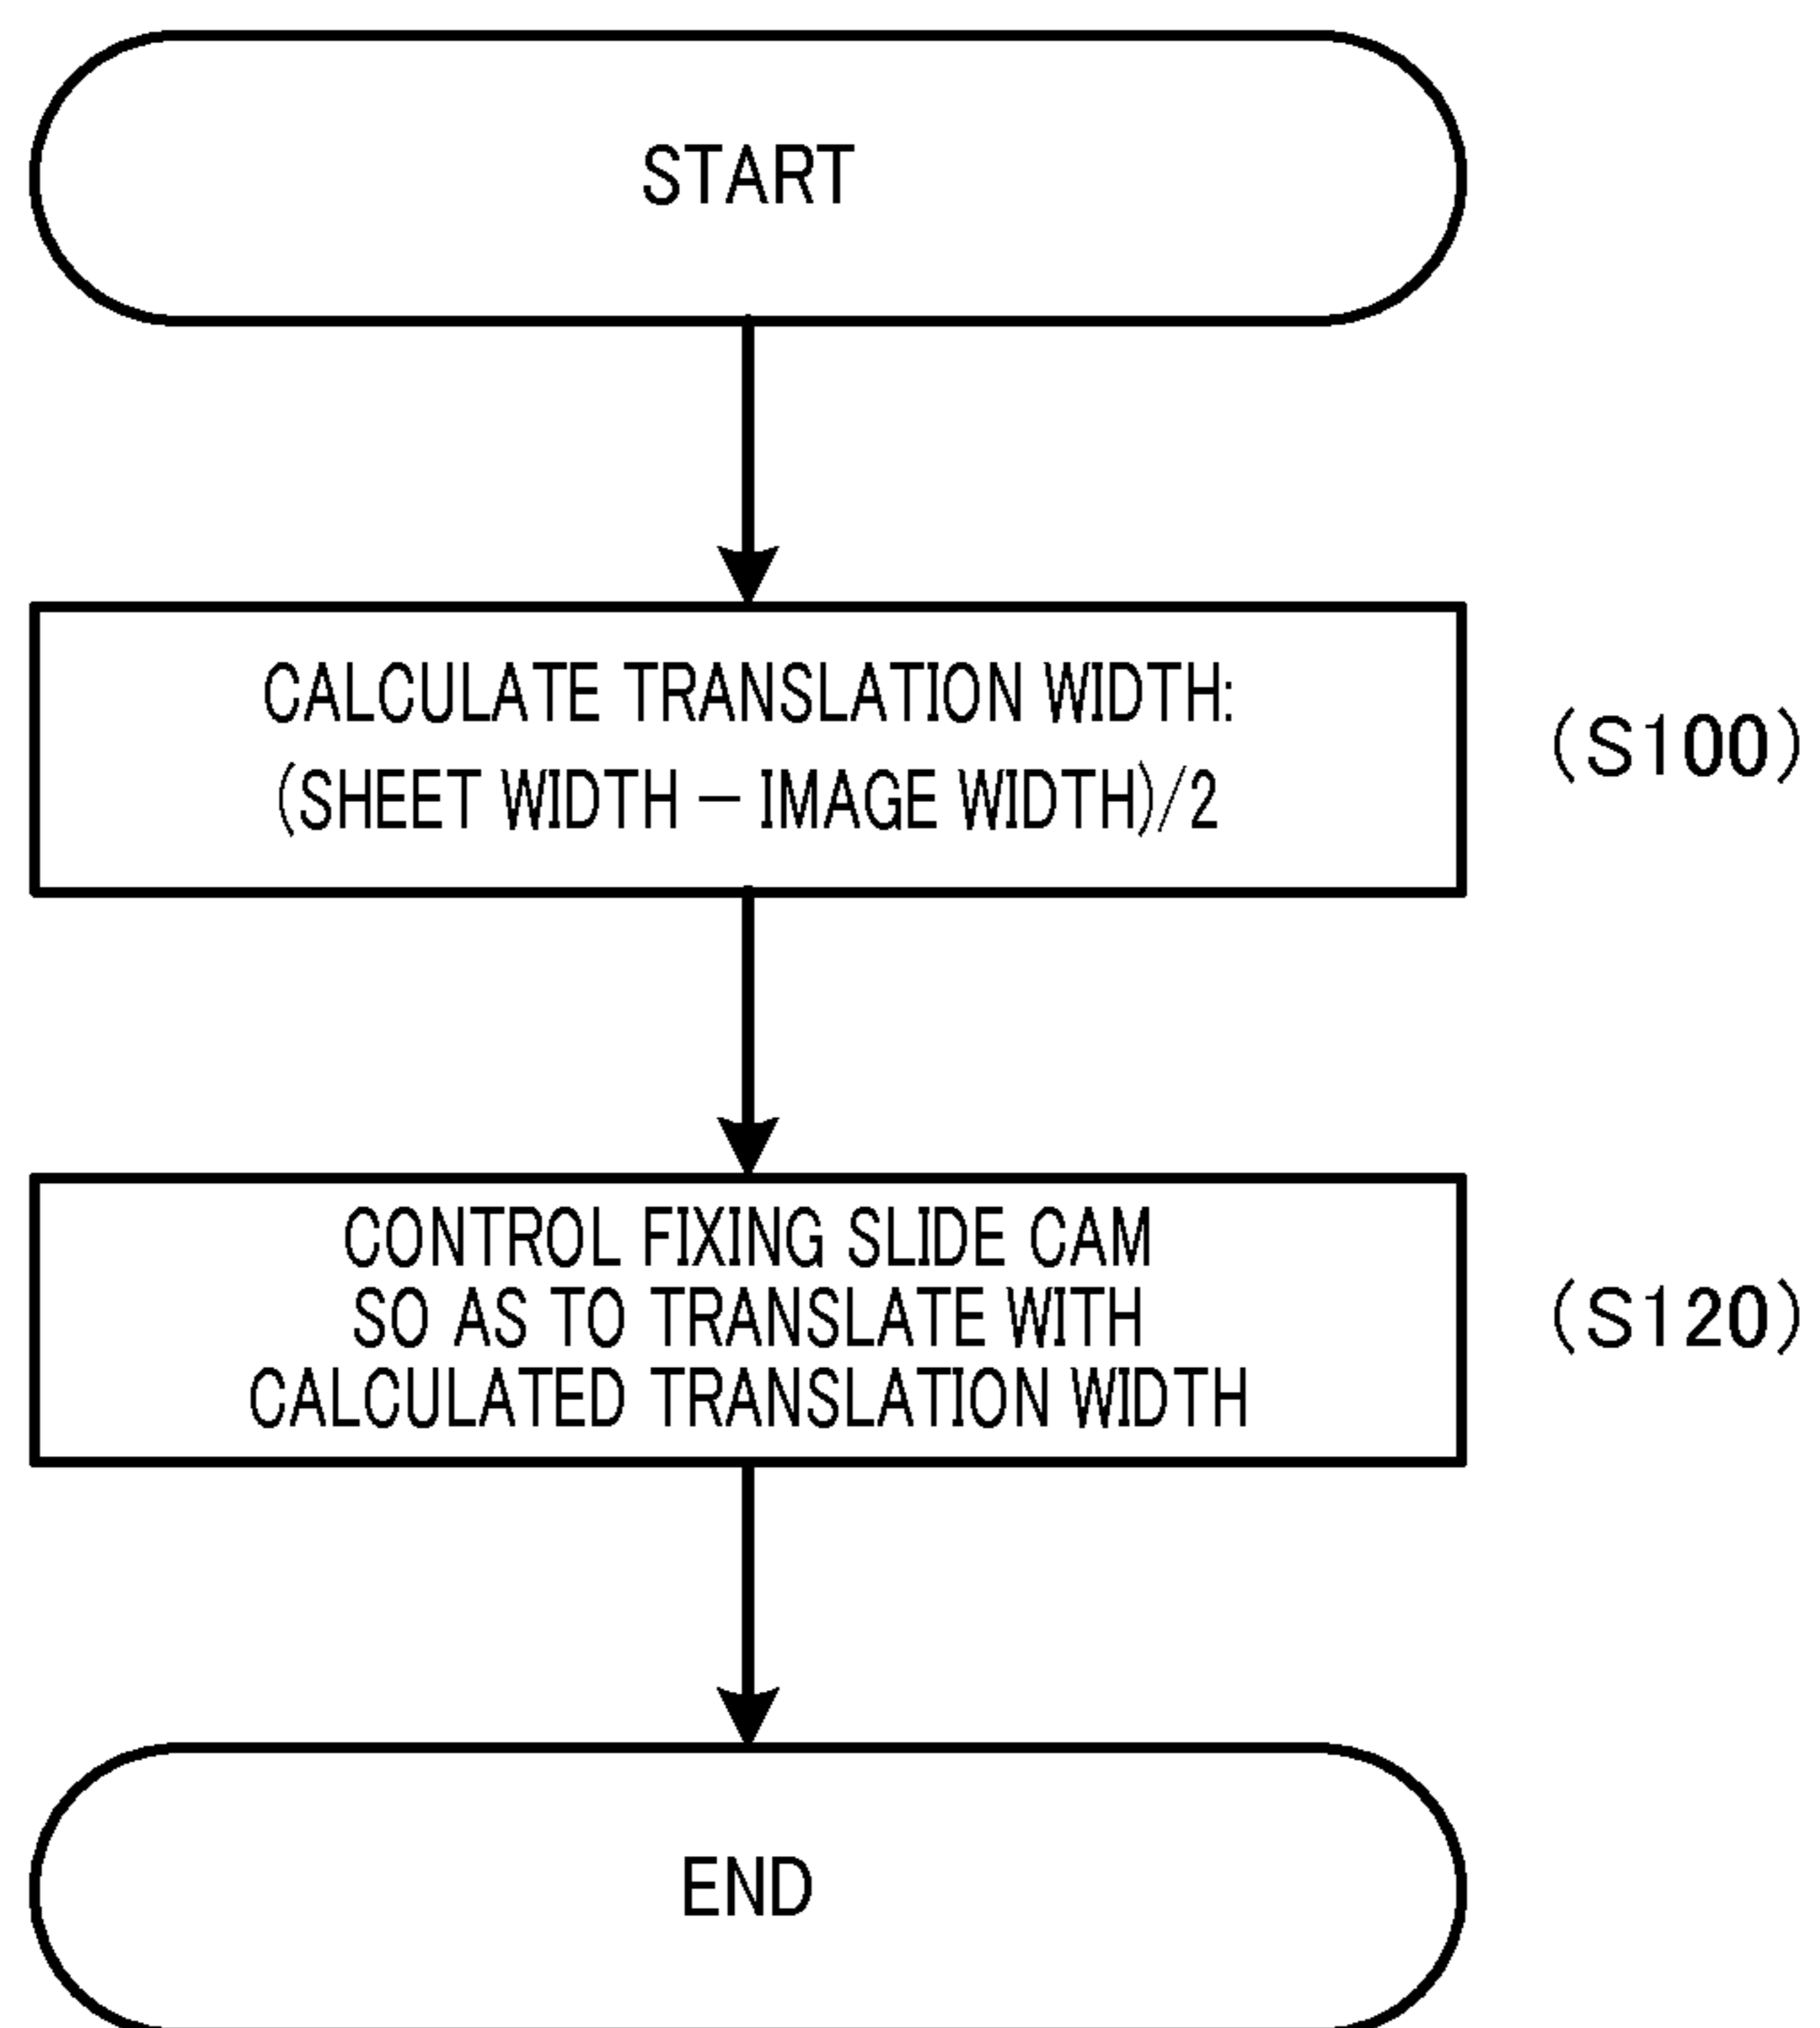 START
CALCULATE TRANSLATION WIDTH:
(SHEET WIDTH — IMAGE WIDTH)/2
(S100)
CONTROL FIXING SLIDE CAM
SO AS TO TRANSLATE WITH
CALCULATED TRANSLATION WIDTH
(S120)
END